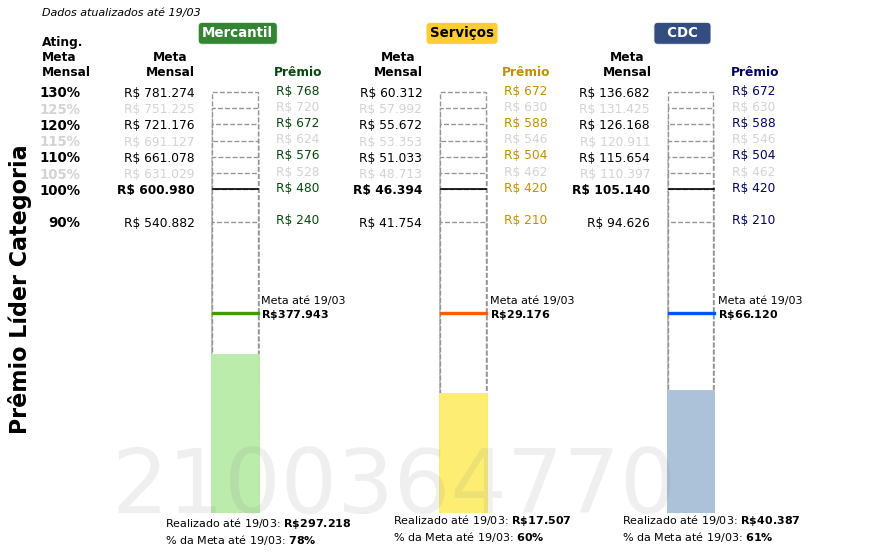 Dados atualizados até 19/03
Mercantil Serviços CDC
Ating.
Meta
Mensal
Meta
Mensal Prêmio Meta
Mensal Prêmio Meta
Mensal Prêmio
130% R$ 781.274 R$ 768 R$ 60.312 R$ 672 R$ 136.682 R$ 672
125% R$ 751.225 R$ 720 R$ 57.992 R$ 630 R$ 131.425 R$ 630
120% R$ 721.176 R$ 672 R$ 55.672 R$ 588 R$ 126.168 R$ 588
115% R$ 691.127 R$ 624 R$ 53.353 R$ 546 R$ 120.911 R$ 546
110% R$ 661.078 R$ 576 R$ 51.033 R$ 504 R$ 115.654 R$ 504
105% R$ 631.029 R$ 528 R$ 48.713 R$ 462 R$ 110.397 R$ 462
100% R$ 600.980 R$ 480 R$ 46.394 R$ 420 R$ 105.140 R$ 420
90% R$ 540.882 R$ 240 R$ 41.754 R$ 210 R$ 94.626 R$ 210
Prêmio Líder Categoria
Meta até 19/03 Meta até 19/03 Meta até 19/03
R$377.943 R$29.176 R$66.120
2100364770
Realizado até 19/03: R$297.218 Realizado até 19/03: R$17.507 Realizado até 19/03: R$40.387
% da Meta até 19/03: 78% % da Meta até 19/03: 60% % da Meta até 19/03: 61%